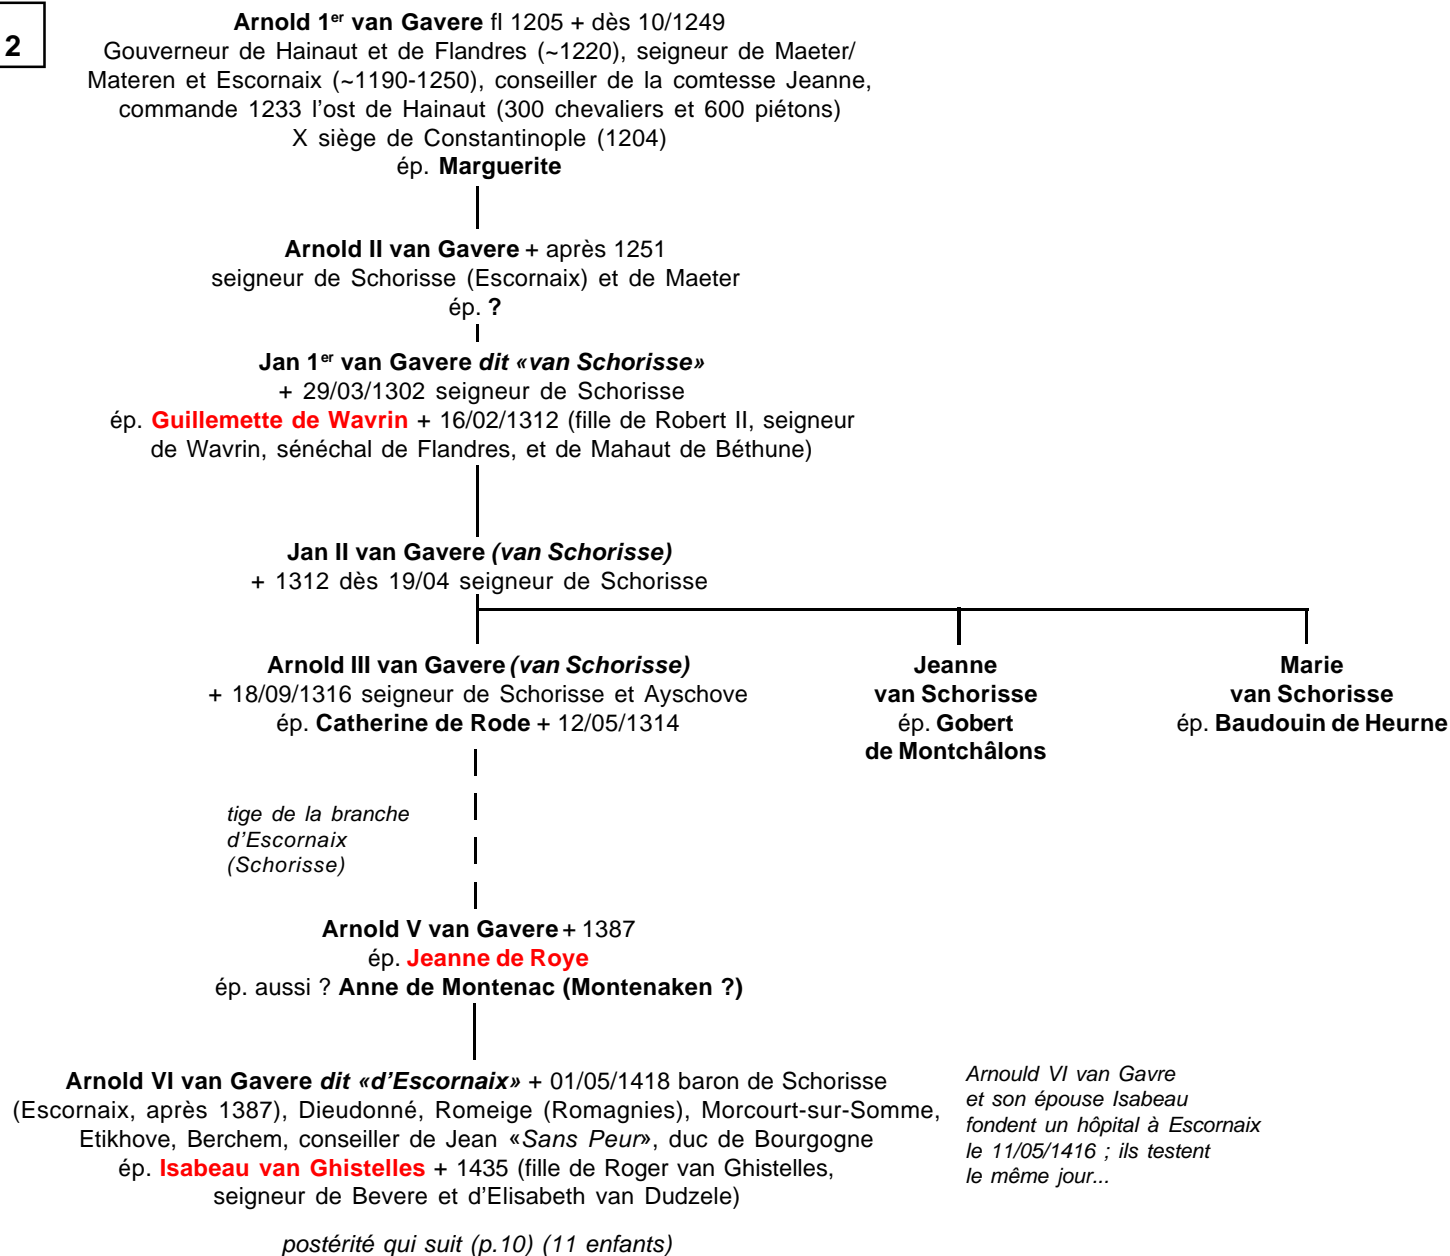 2
Arnold 1er van Gavere fl 1205 + dès 10/1249
Gouverneur de Hainaut et de Flandres (~1220), seigneur de Maeter/
Materen et Escornaix (~1190-1250), conseiller de la comtesse Jeanne,
commande 1233 l'ost de Hainaut (300 chevaliers et 600 piétons)
X siège de Constantinople (1204)
ép. Marguerite
Arnold II van Gavere + après 1251
seigneur de Schorisse (Escornaix) et de Maeter
ép. ?
Jan 1er van Gavere dit «van Schorisse»
+ 29/03/1302 seigneur de Schorisse
ép. Guillemette de Wavrin + 16/02/1312 (fille de Robert II, seigneur
de Wavrin, sénéchal de Flandres, et de Mahaut de Béthune)
Jan II van Gavere (van Schorisse)
+ 1312 dès 19/04 seigneur de Schorisse
Arnold III van Gavere (van Schorisse)
+ 18/09/1316 seigneur de Schorisse et Ayschove
ép. Catherine de Rode + 12/05/1314
Jeanne
van Schorisse
ép. Gobert
de Montchâlons
Marie
van Schorisse
ép. Baudouin de Heurne
tige de la branche
d'Escornaix
(Schorisse)
Arnold V van Gavere + 1387
ép. Jeanne de Roye
ép. aussi ? Anne de Montenac (Montenaken ?)
Arnold VI van Gavere dit «d'Escornaix» + 01/05/1418 baron de Schorisse
(Escornaix, après 1387), Dieudonné, Romeige (Romagnies), Morcourt-sur-Somme,
Etikhove, Berchem, conseiller de Jean «Sans Peur», duc de Bourgogne
ép. Isabeau van Ghistelles + 1435 (fille de Roger van Ghistelles,
seigneur de Bevere et d'Elisabeth van Dudzele)
Arnould VI van Gavre
et son épouse Isabeau
fondent un hôpital à Escornaix
le 11/05/1416 ; ils testent
le même jour...
postérité qui suit (p.10) (11 enfants)